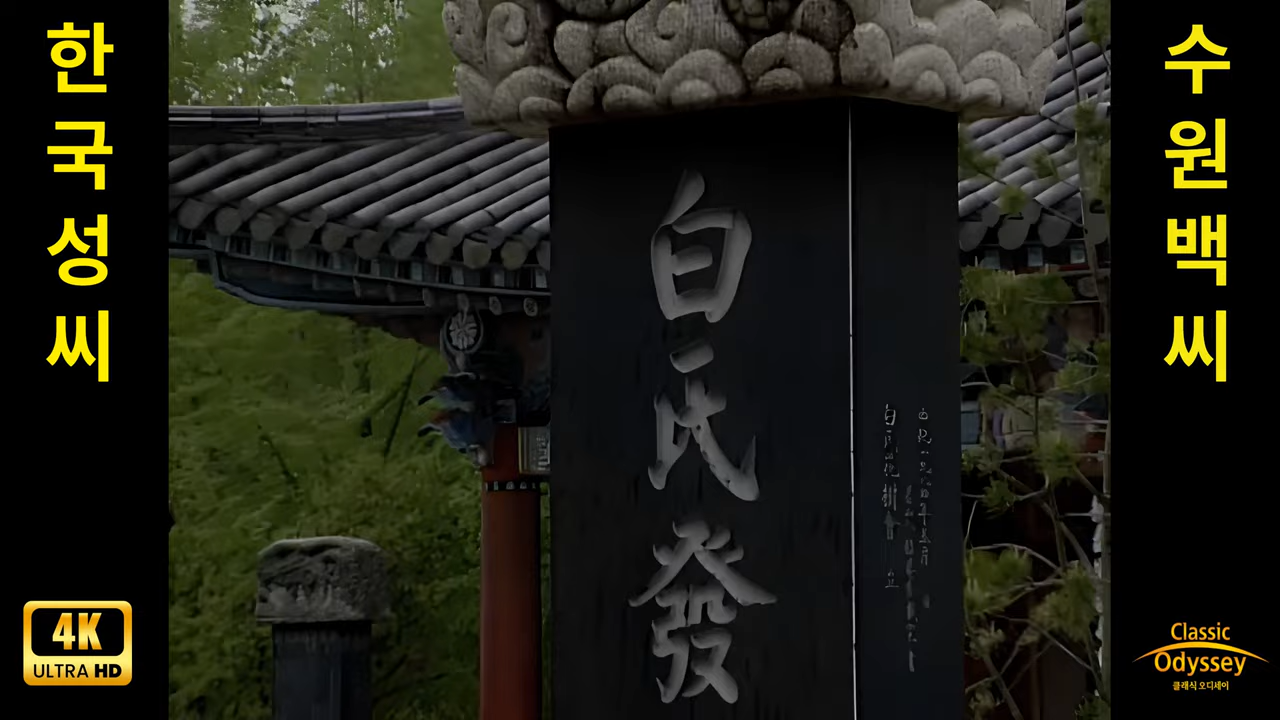 한국성씨
수원백씨
白氏發
4K
ULTRA HD
Classic
Odyssey
클래식 오디세이